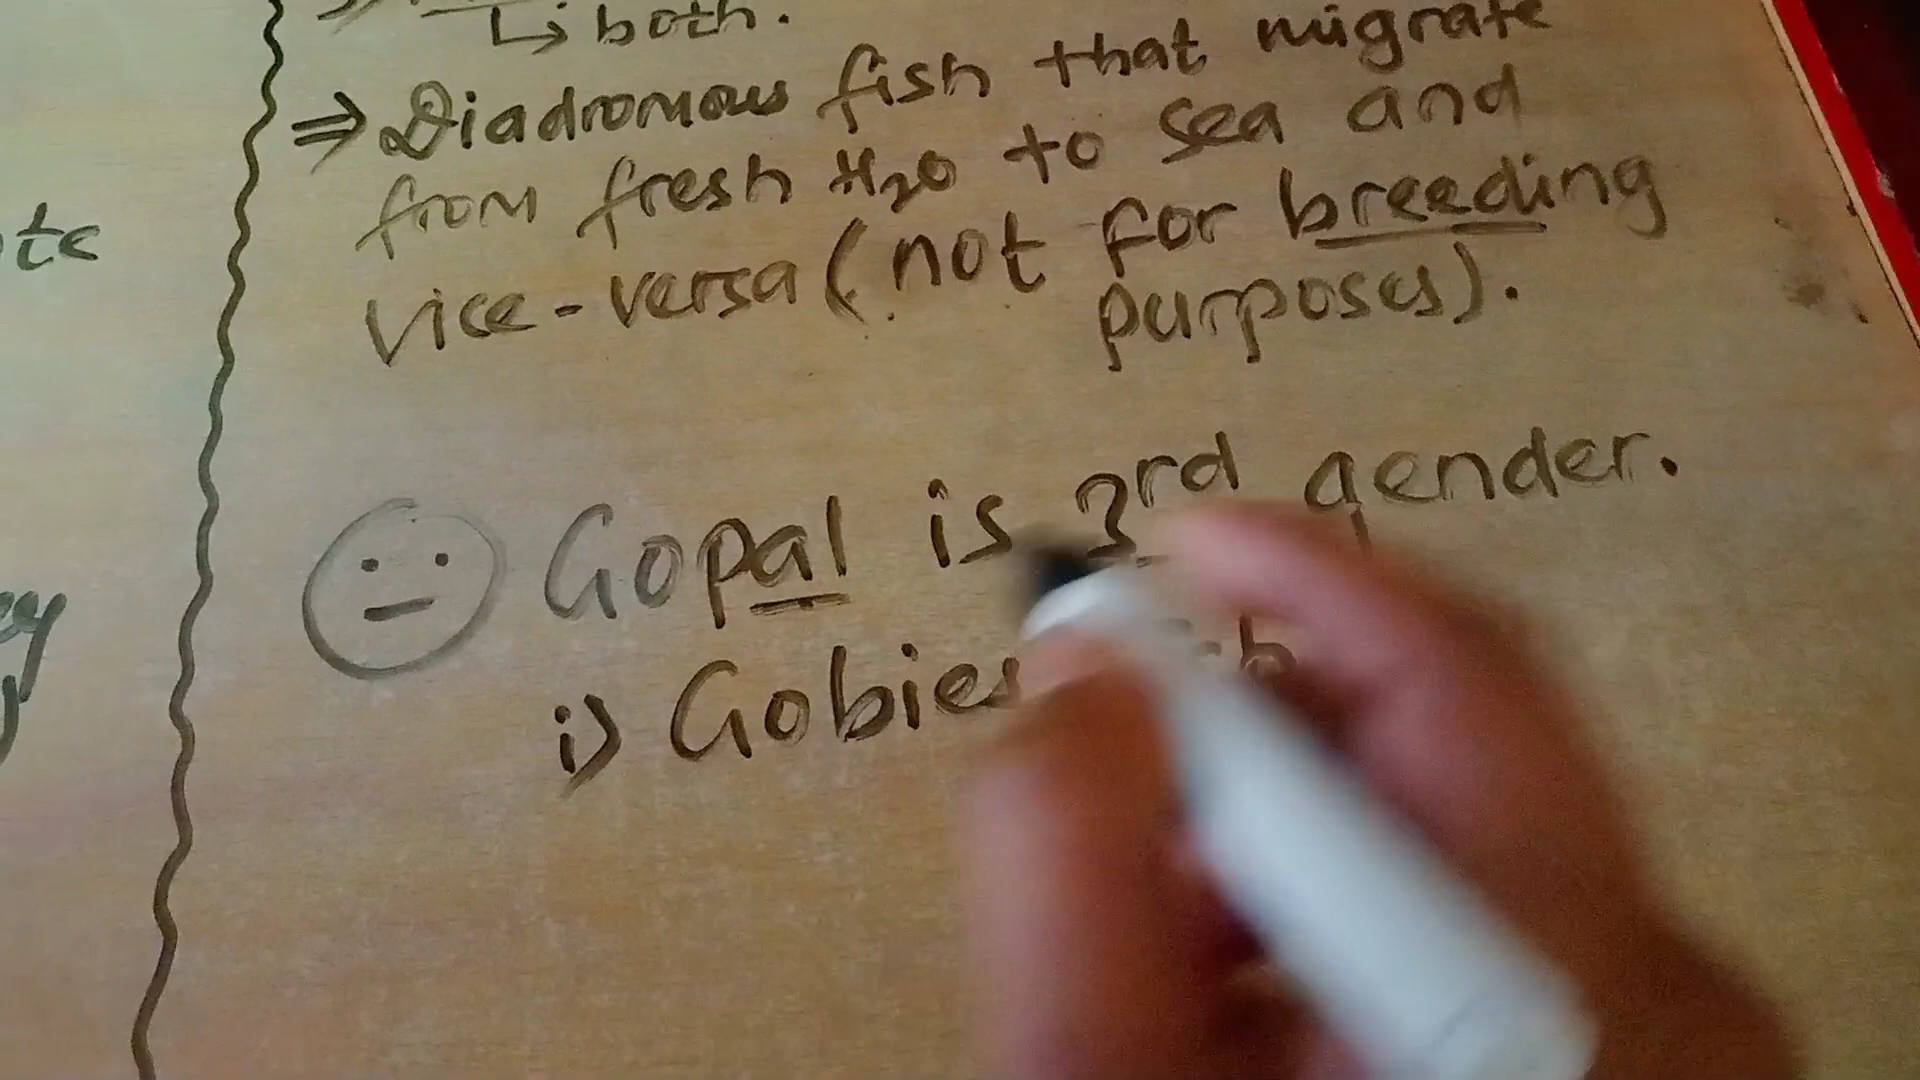 ↳ both.
⇒ Diadromous fish that migrate
from fresh H2O to sea and
vice-versa (not for breeding
purposes).
Gopal is 3rd gender.
i) Gobies